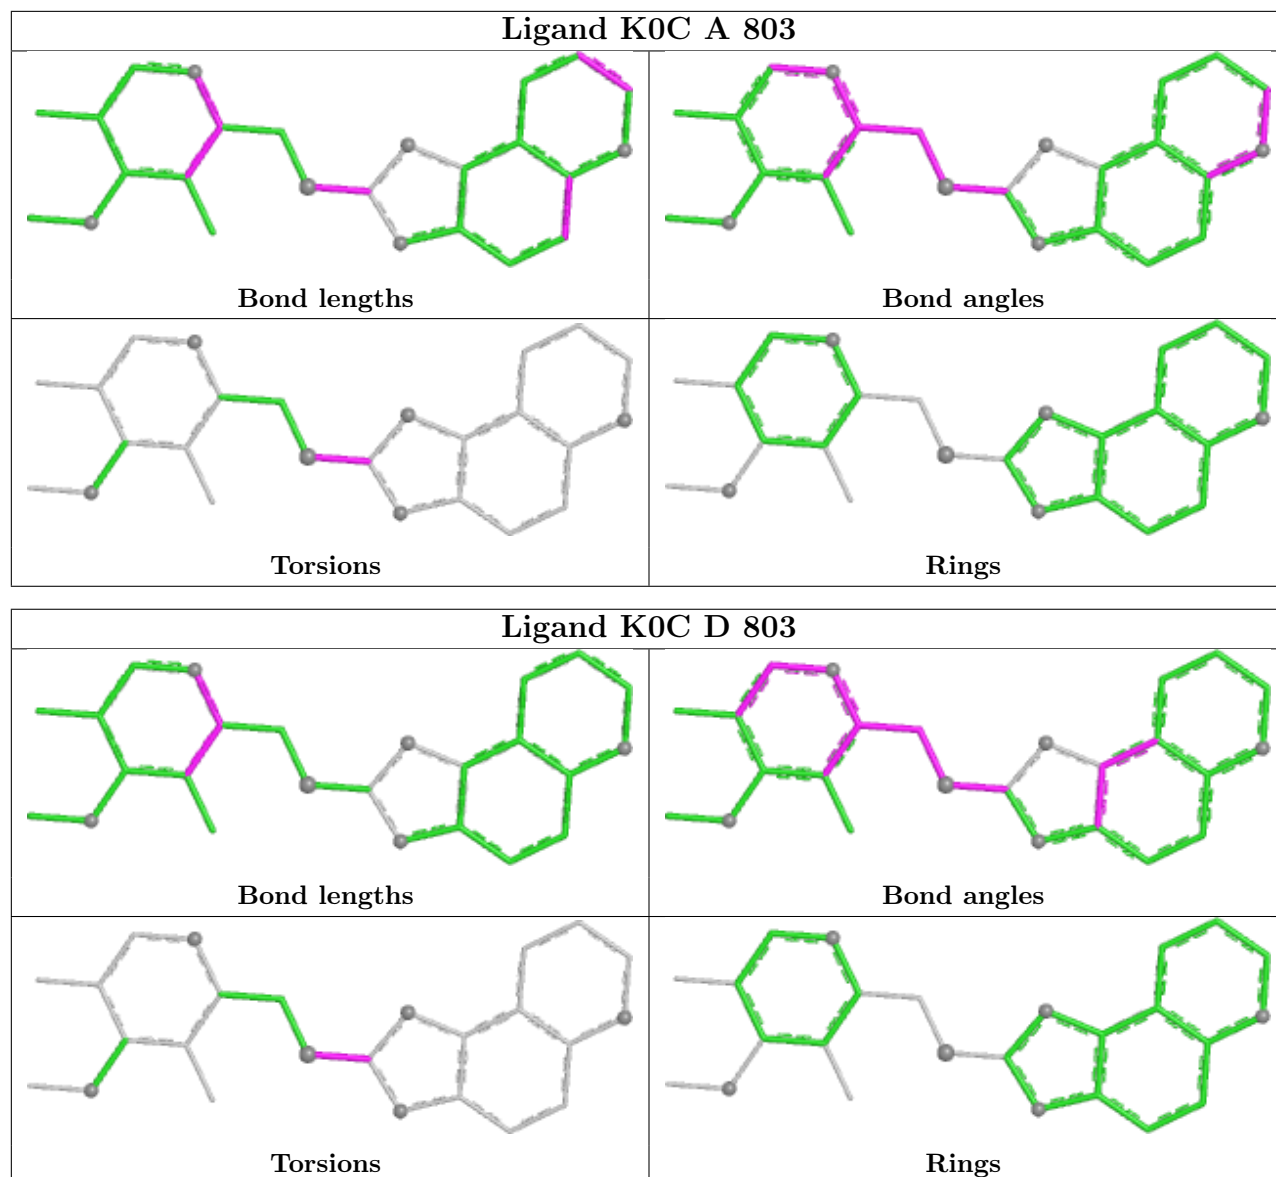 Ligand K0C A 803
Bond lengths
Bond angles
Torsions
Rings
Ligand K0C D 803
Bond lengths
Bond angles
Torsions
Rings